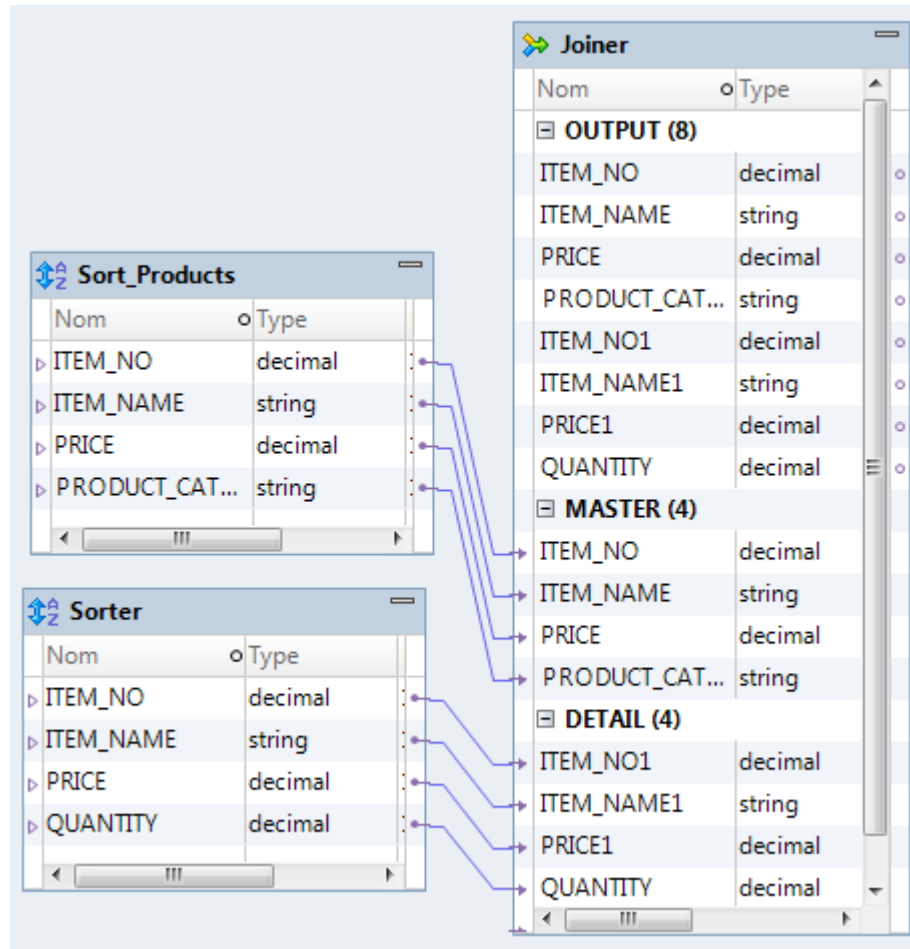 Sort_Products
Nom Type
ITEM_NO decimal
ITEM_NAME string
PRICE decimal
PRODUCT_CAT... string
Sorter
Nom Type
ITEM_NO decimal
ITEM_NAME string
PRICE decimal
QUANTITY decimal
Joiner
Nom Type
OUTPUT (8)
ITEM_NO decimal
ITEM_NAME string
PRICE decimal
PRODUCT_CAT... string
ITEM_NO1 decimal
ITEM_NAME1 string
PRICE1 decimal
QUANTITY decimal
MASTER (4)
ITEM_NO decimal
ITEM_NAME string
PRICE decimal
PRODUCT_CAT... string
DETAIL (4)
ITEM_NO1 decimal
ITEM_NAME1 string
PRICE1 decimal
QUANTITY decimal